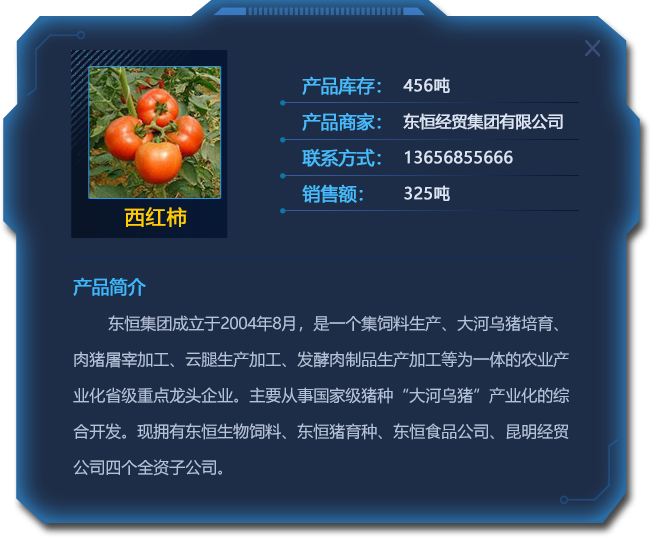 产品库存： 456吨
产品商家： 东恒经贸集团有限公司
联系方式： 13656855666
销售额： 325吨
西红柿
产品简介
东恒集团成立于2004年8月，是一个集饲料生产、大河乌猪培育、
肉猪屠宰加工、云腿生产加工、发酵肉制品生产加工等为一体的农业产
业化省级重点龙头企业。主要从事国家级猪种“大河乌猪”产业化的综
合开发。现拥有东恒生物饲料、东恒猪育种、东恒食品公司、昆明经贸
公司四个全资子公司。